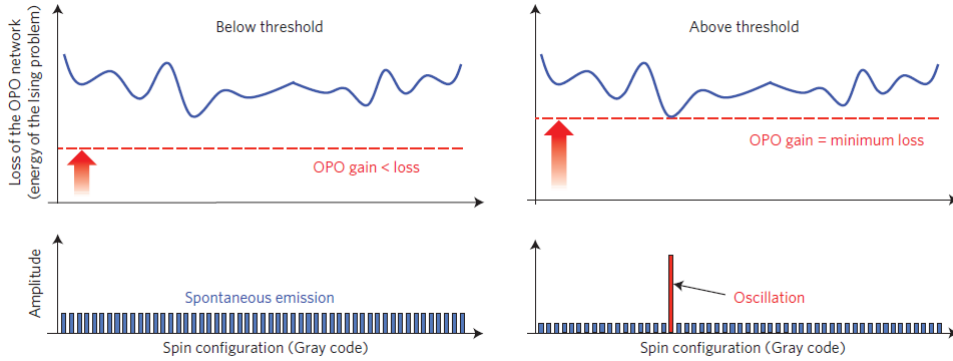 Below threshold
Loss of the OPO network
(energy of the Ising problem)
OPO gain < loss
Above threshold
OPO gain = minimum loss
Amplitude
Spontaneous emission
Spin configuration (Gray code)
Oscillation
Spin configuration (Gray code)